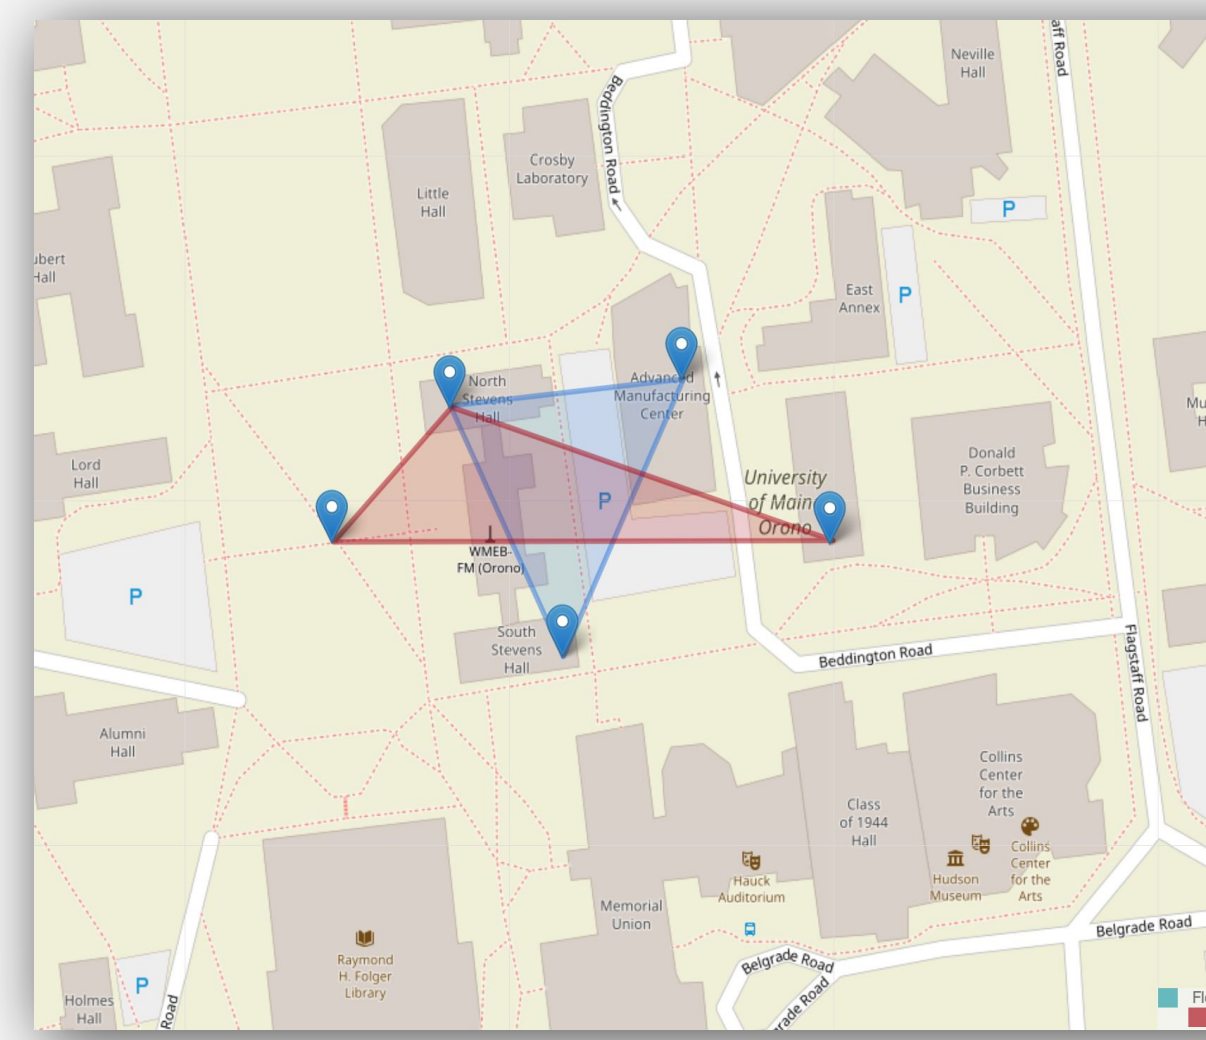 aff Road
Neville
Hall
Beddington Road
Crosby
Laboratory
Little
Hall
P
ubert
Hall
East
Annex
P
North
Stevens
Hall
Advanced
Manufacturing
Center
Mu
H
Lord
Hall
Donald
P. Corbett
Business
Building
University
of Main
Orono
P
WMEB-
FM (Orono)
P
South
Stevens
Hall
Beddington Road
Flagstaff Road
Alumni
Hall
Collins
Center
for the
Arts
Class
of 1944
Hall
Collins
Center
for the
Arts
Hauck
Auditorium
Hudson
Museum
Memorial
Union
Belgrade Road
Raymond
H. Folger
Library
Belgrade Road
grade Road
P
Holmes
Hall
Road
Fl